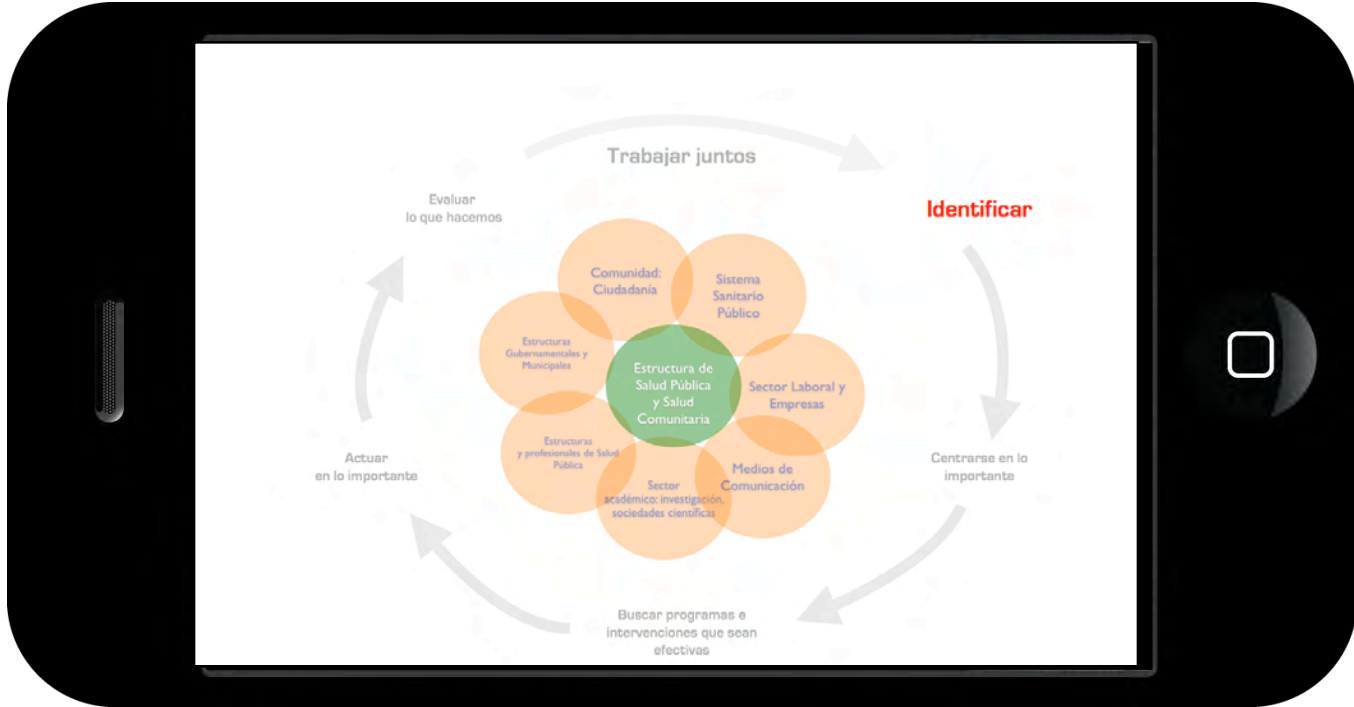 Trabajar juntos
Evaluar
lo que hacemos
Identificar
Comunidad:
Ciudadanía
Sistema
Sanitario
Público
Estructuras
Gubernamentales y
Municipales
Estructura de
Salud Pública
y Salud
Comunitaria
Sector Laboral y
Empresas
Estructuras
y profesionales de Salud
Pública
Medios de
Comunicación
Sector
académico: investigación,
sociedades científicas
Actuar
en lo importante
Centrarse en lo
importante
Buscar programas e
intervenciones que sean
efectivas